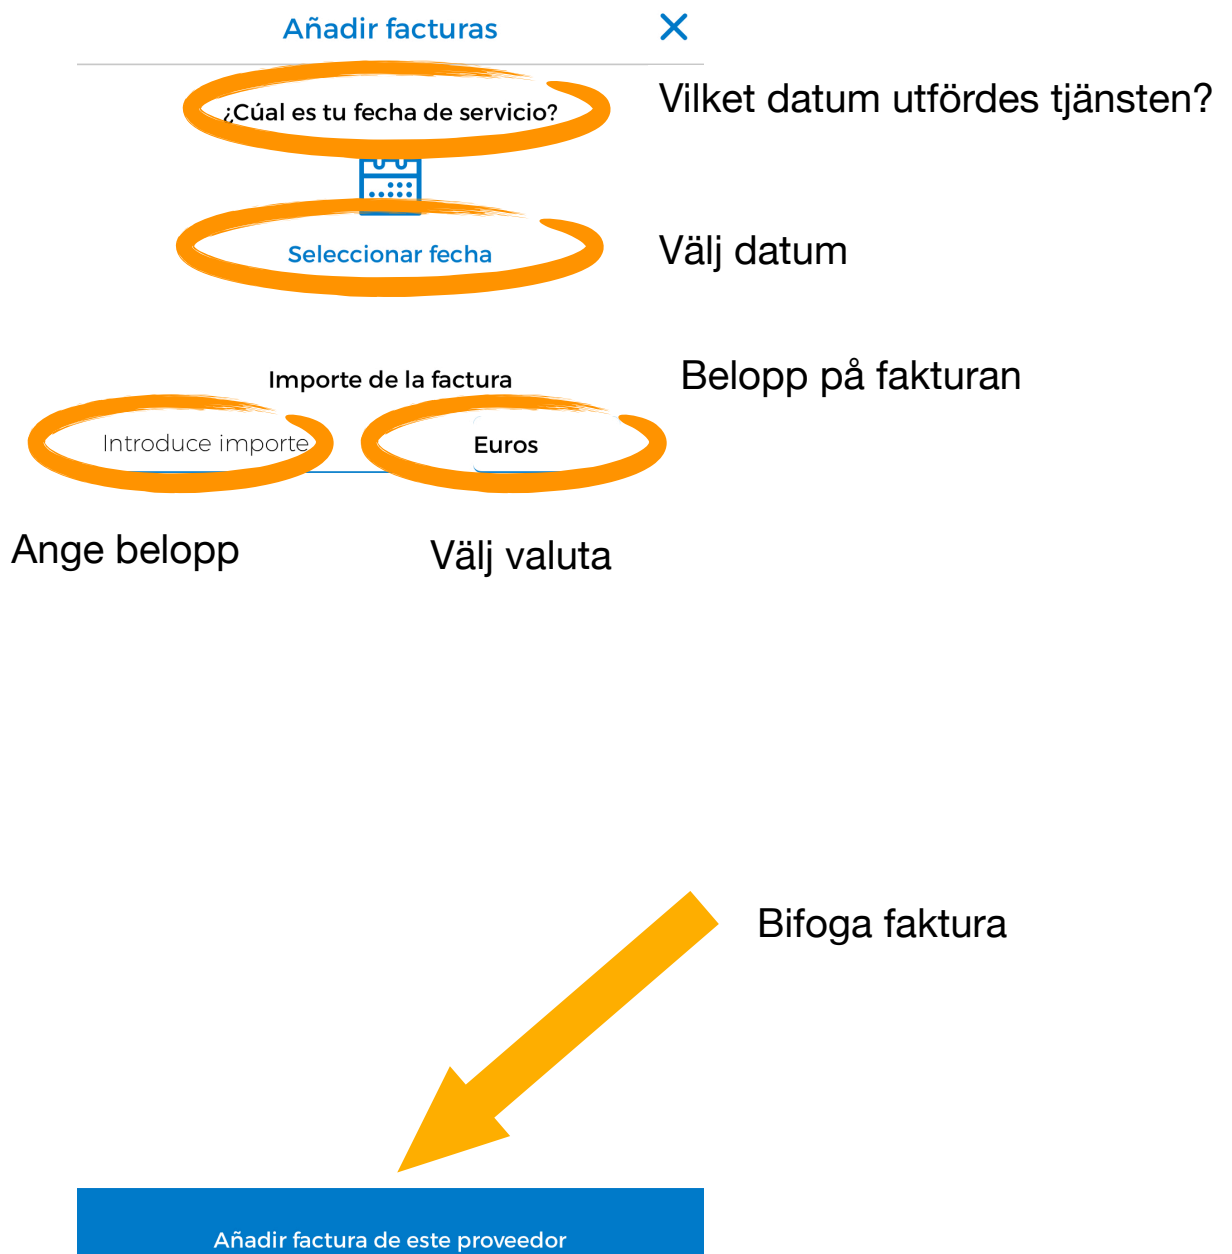 Añadir facturas
¿Cúal es tu fecha de servicio?
Vilket datum utfördes tjänsten?
Seleccionar fecha
Välj datum
Importe de la factura
Belopp på fakturan
Introduce importe
Euros
Ange belopp
Välj valuta
Bifoga faktura
Añadir factura de este proveedor